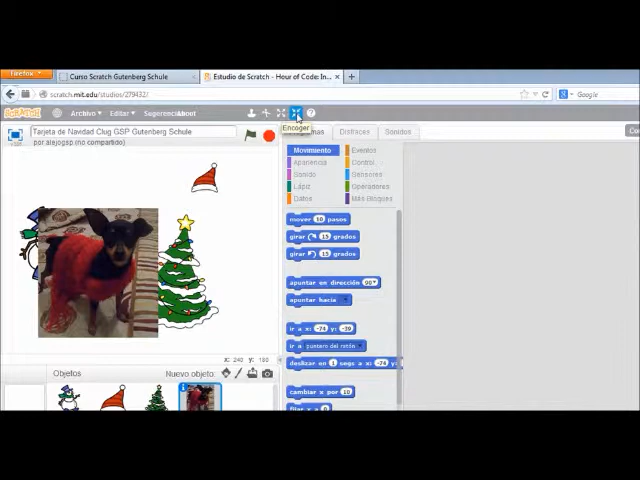 Firefox
Curso Scratch Gutenberg Schule
Estudio de Scratch - Hour of Code: In...
scratch.mit.edu/studios/279432/
Google
SCRATCH
Archivo
Editar
Sugerencias
About
Tarjeta de Navidad Clug GSP Gutenberg Schule
por alejogsp (no compartido)
Encoger
Disfraces
Sonidos
Movimiento
Eventos
Apariencia
Control
Sonido
Sensores
Lápiz
Operadores
Datos
Más Bloques
mover 10 pasos
girar 15 grados
girar 15 grados
apuntar en dirección 90
apuntar hacia
ir a x: -74 y: -39
ir a puntero del ratón
deslizar en 1 segs a x: -74 y:
cambiar x por 10
fijar x a 0
x: 240 y: 180
Objetos
Nuevo objeto: